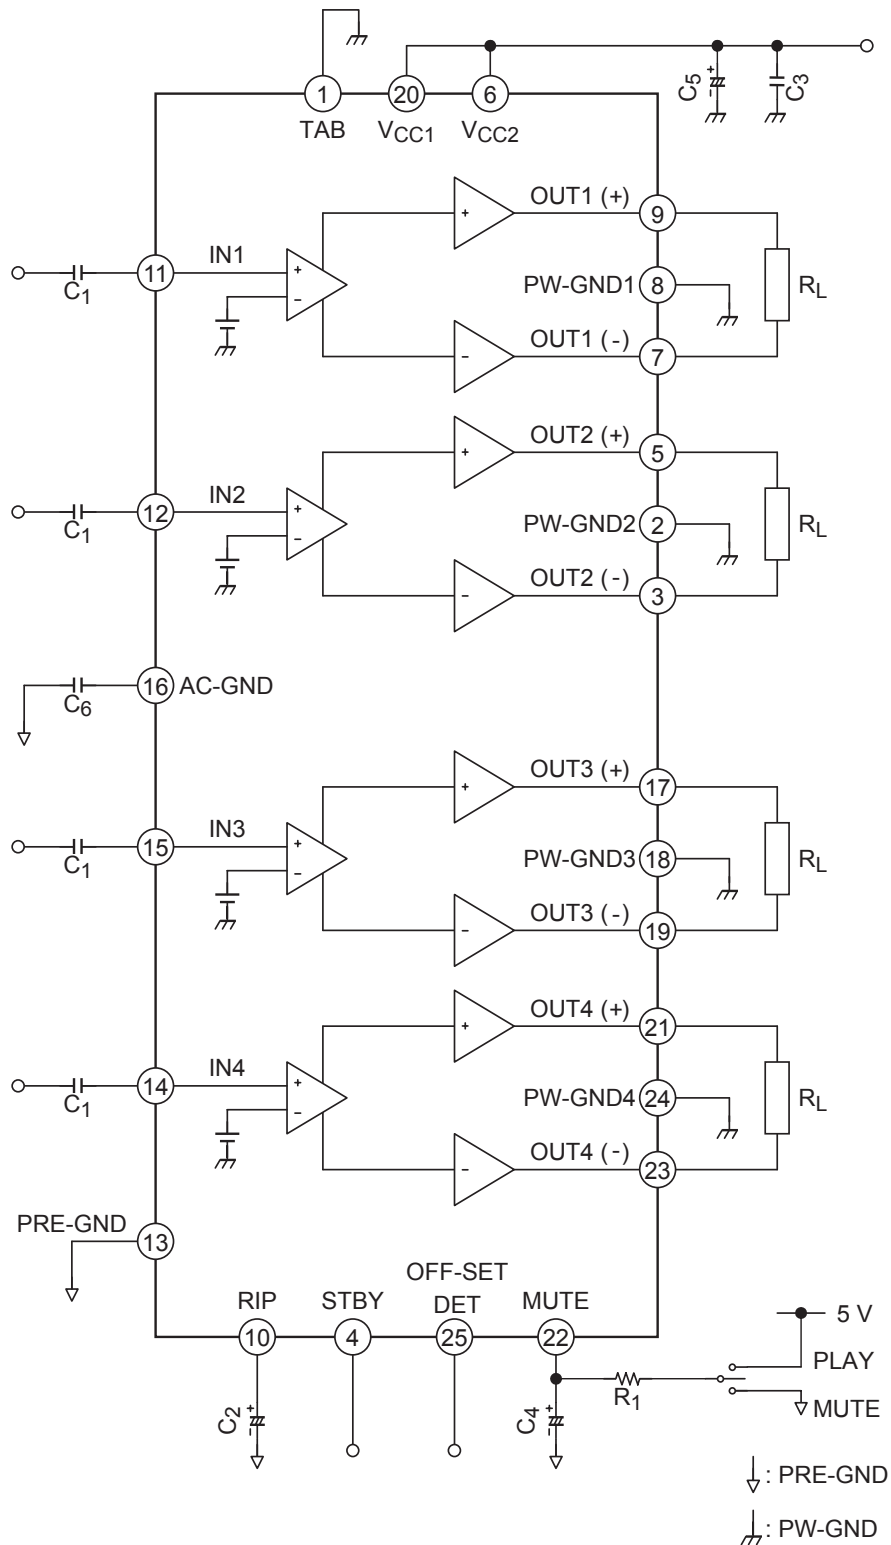 1 20 6
TAB VCC1 VCC2
C5 + - C3
OUT1 (+) 9
+
IN1
11
C1
+
-
PW-GND1 8
RL
OUT1 (-) 7
-
OUT2 (+) 5
+
IN2
12
C1
+
-
PW-GND2 2
RL
OUT2 (-) 3
-
16 AC-GND
C6
OUT3 (+) 17
+
IN3
15
C1
+
-
PW-GND3 18
RL
OUT3 (-) 19
-
OUT4 (+) 21
+
IN4
14
C1
+
-
PW-GND4 24
RL
OUT4 (-) 23
-
PRE-GND
13
RIP STBY OFF-SET DET MUTE
10 4 25 22
5 V
PLAY
R1
MUTE
C2 + -
C4 + -
: PRE-GND
: PW-GND